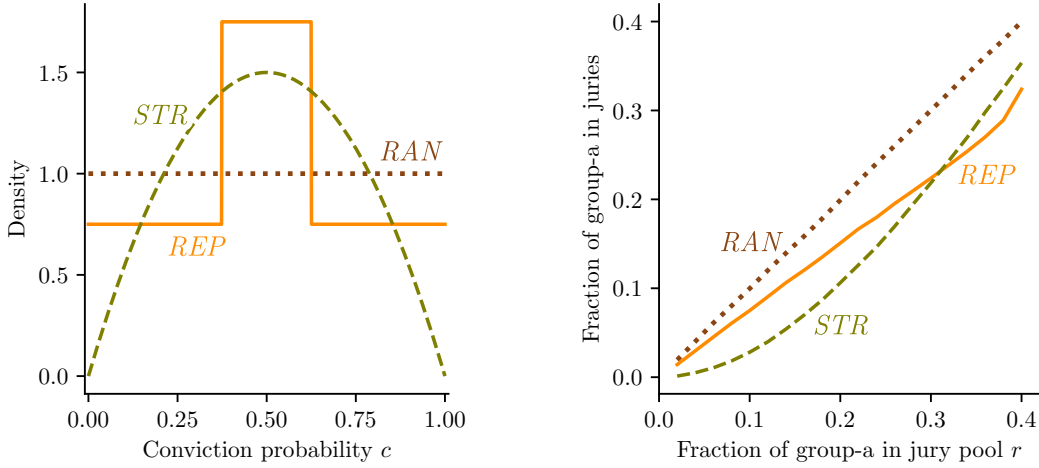 1.5
1.0
0.5
0.0
0.00
0.25
0.50
0.75
1.00
Density
Conviction probability c
STR
RAN
REP
0.4
0.3
0.2
0.1
0.0
0.0
0.1
0.2
0.3
0.4
Fraction of group-a in juries
Fraction of group-a in jury pool r
RAN
REP
STR